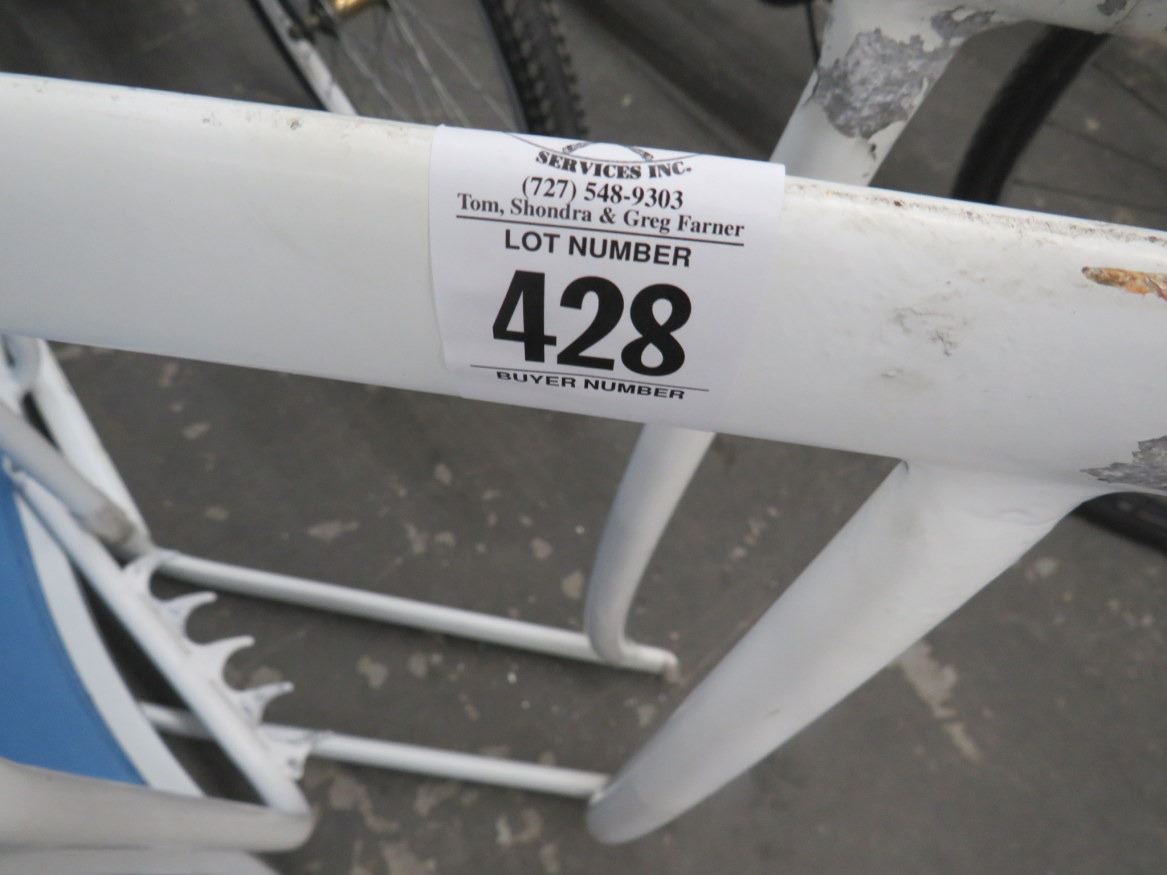 SERVICES INC.
(727) 548-9303
Tom, Shondra & Greg Farner
LOT NUMBER
428
BUYER NUMBER